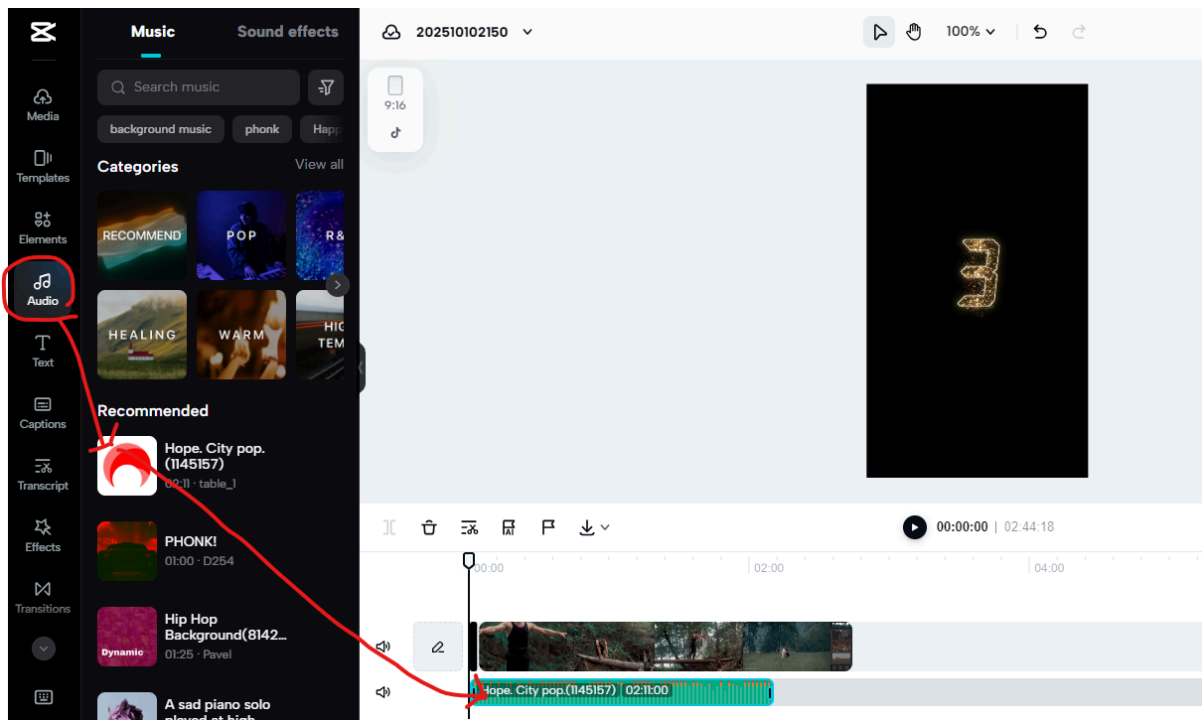 Music
Sound effects
202510102150
100%
Media
Search music
9:16
background music
phonk
Happ
Templates
Categories
View all
Elements
RECOMMEND
POP
R&
Audio
HEALING
WARM
HIG
TEM
Text
Captions
Recommended
Hope. City pop.
(1145157)
02:11 · table_1
Transcript
Effects
PHONK!
01:00 · D254
00:00:00 | 02:44:18
00:00
02:00
04:00
Transitions
Hip Hop
Background(8142...
Dynamic
01:25 · Pavel
Hope. City pop.(1145157) 02:11:00
A sad piano solo
played at high
3